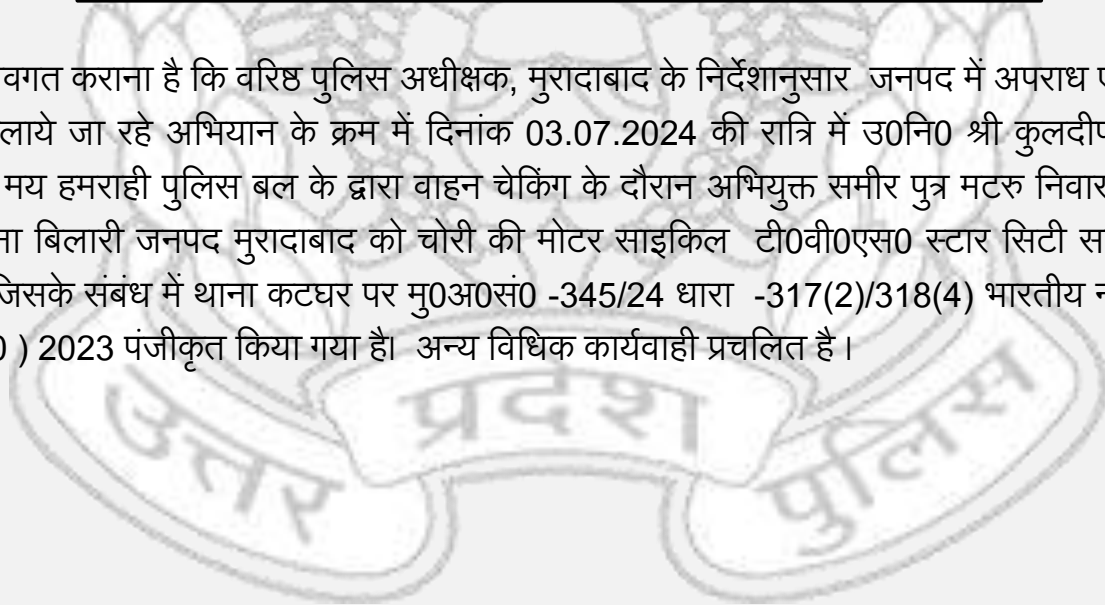 वगत कराना है कि वरिष्ठ पुलिस अधीक्षक, मुरादाबाद के निर्देशानुसार जनपद में अपराध
लाये जा रहे अभियान के क्रम में दिनांक 03.07.2024 की रात्रि में उ0नि0 श्री कुलदीप
मय हमराही पुलिस बल के द्वारा वाहन चेकिंग के दौरान अभियुक्त समीर पुत्र मटरु निवास
ना बिलारी जनपद मुरादाबाद को चोरी की मोटर साइकिल टी0वी0एस0 स्टार सिटी स
जिसके संबंध में थाना कटघर पर मु0अ0सं0 -345/24 धारा -317(2)/318(4) भारतीय न
0 ) 2023 पंजीकृत किया गया है। अन्य विधिक कार्यवाही प्रचलित है ।
उत्तर प्रदेश पुलिस